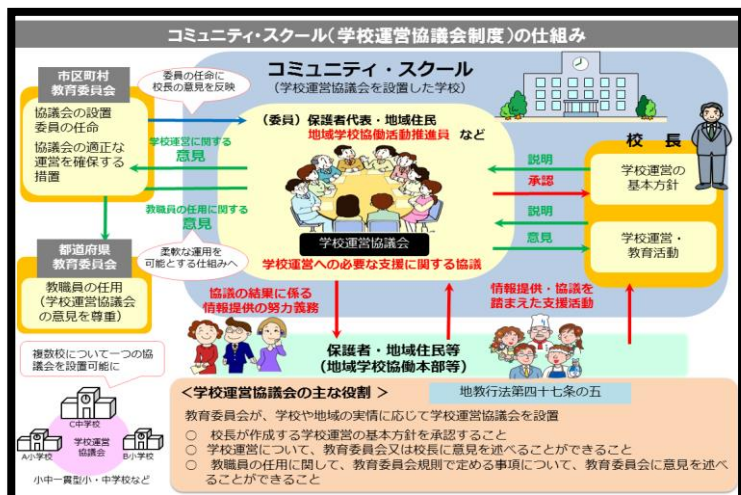 コミュニティ・スクール(学校運営協議会制度)の仕組み
市区町村
教育委員会
協議会の設置
委員の任命
協議会の適正な
運営を確保する
措置
委員の任命に
校長の意見を反映
コミュニティ・スクール
(学校運営協議会を設置した学校)
(委員)保護者代表・地域住民
地域学校協働活動推進員 など
学校運営に関する
意見
教職員の任用に関する
意見
都道府県
教育委員会
教職員の任用
(学校運営協議会
の意見を尊重)
柔軟な運用を
可能とする仕組みへ
学校運営協議会
学校運営への必要な支援に関する協議
校 長
説明
承認
学校運営の
基本方針
説明
意見
学校運営・
教育活動
協議の結果に係る
情報提供の努力義務
情報提供・協議を
踏まえた支援活動
保護者・地域住民等
(地域学校協働本部等)
複数校について一つの協
議会を設置可能に
C中学校
学校運営
協議会
A小学校
B小学校
小中一貫型小・中学校など
<学校運営協議会の主な役割 >
地教行法第四十七条の五
教育委員会が、学校や地域の実情に応じて学校運営協議会を設置
○ 校長が作成する学校運営の基本方針を承認すること
○ 学校運営について、教育委員会又は校長に意見を述べることができること
○ 教職員の任用に関して、教育委員会規則で定める事項について、教育委員会に意見を述べ
ることができること